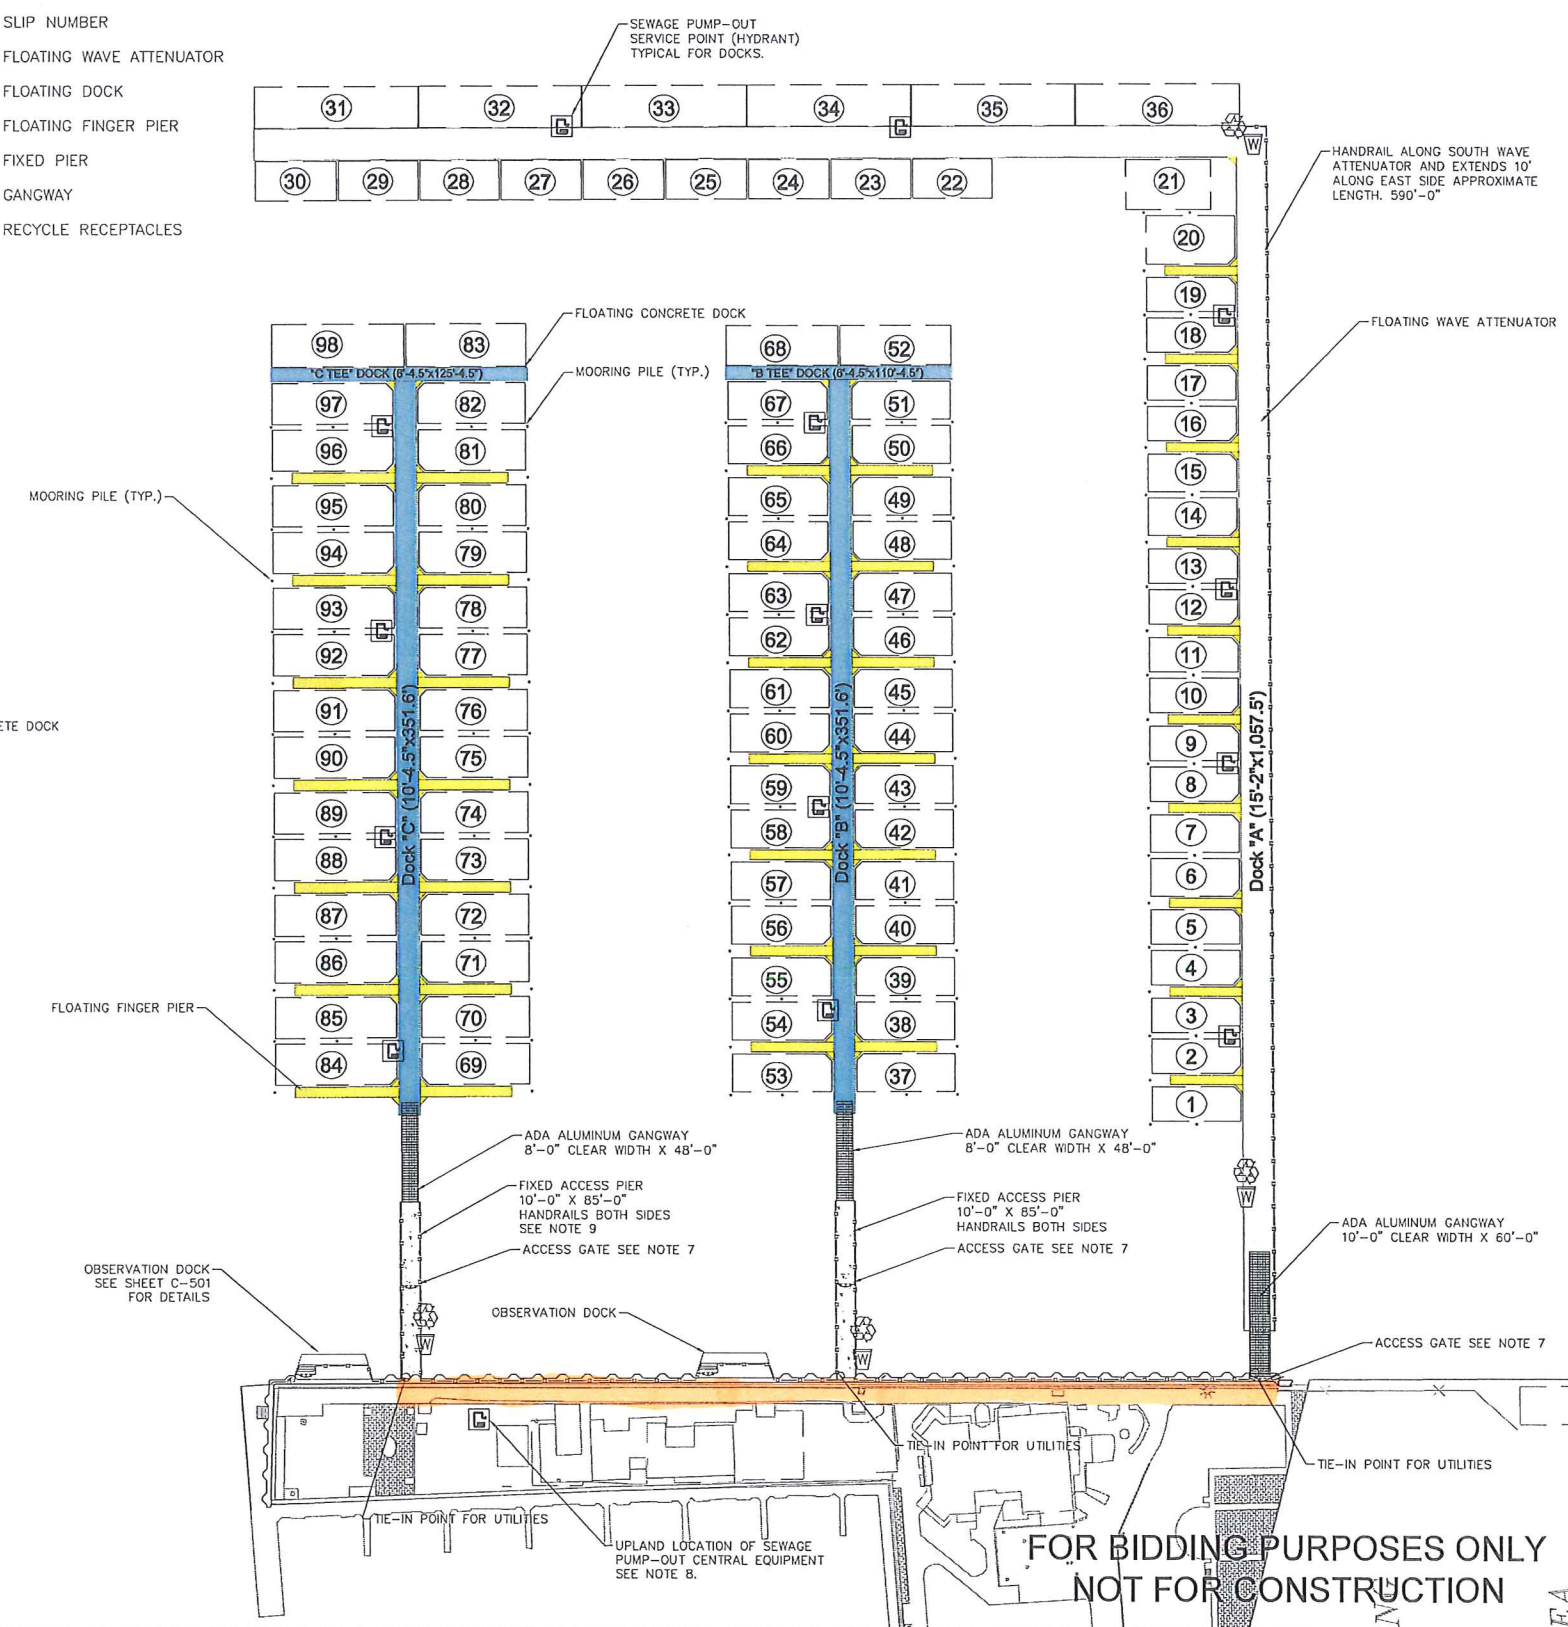 SLIP NUMBER
FLOATING WAVE ATTENUATOR
FLOATING DOCK
FLOATING FINGER PIER
FIXED PIER
GANGWAY
RECYCLE RECEPTACLES
SEWAGE PUMP-OUT
SERVICE POINT (HYDRANT)
TYPICAL FOR DOCKS.
31 32 33 34 35 36
W
30 29 28 27 26 25 24 23 22 21
HANDRAIL ALONG SOUTH WAVE
ATTENUATOR AND EXTENDS 10'
ALONG EAST SIDE APPROXIMATE
LENGTH. 590'-0"
FLOATING WAVE ATTENUATOR
FLOATING CONCRETE DOCK
MOORING PILE (TYP.)
98 83
"C TEE" DOCK (6'-4.5"x125'-4.5")
97 82
96 81
95 80
94 79
93 78
92 77
91 76
90 75
89 74
88 73
87 72
86 71
85 70
84 69
Dock "C" (10'-4.5"x351.6')
MOORING PILE (TYP.)
ETE DOCK
FLOATING FINGER PIER
68 52
"B TEE" DOCK (6'-4.5"x110'-4.5')
67 51
66 50
65 49
64 48
63 47
62 46
61 45
60 44
59 43
58 42
57 41
56 40
55 39
54 38
53 37
Dock "B" (10'-4.5"x351.6')
20
19
18
17
16
15
14
13
12
11
10
9
8
7
6
5
4
3
2
1
Dock "A" (15'-2"x1,057.5')
ADA ALUMINUM GANGWAY
8'-0" CLEAR WIDTH X 48'-0"
FIXED ACCESS PIER
10'-0" X 85'-0"
HANDRAILS BOTH SIDES
SEE NOTE 9
ACCESS GATE SEE NOTE 7
W
ADA ALUMINUM GANGWAY
8'-0" CLEAR WIDTH X 48'-0"
FIXED ACCESS PIER
10'-0" X 85'-0"
HANDRAILS BOTH SIDES
ACCESS GATE SEE NOTE 7
W
W
ADA ALUMINUM GANGWAY
10'-0" CLEAR WIDTH X 60'-0"
ACCESS GATE SEE NOTE 7
OBSERVATION DOCK
SEE SHEET C-501
FOR DETAILS
OBSERVATION DOCK
TIE-IN POINT FOR UTILITIES
TIE-IN POINT FOR UTILITIES
TIE-IN POINT FOR UTILITIES
UPLAND LOCATION OF SEWAGE
PUMP-OUT CENTRAL EQUIPMENT
SEE NOTE 8.
FOR BIDDING PURPOSES ONLY
NOT FOR CONSTRUCTION
NG
EA